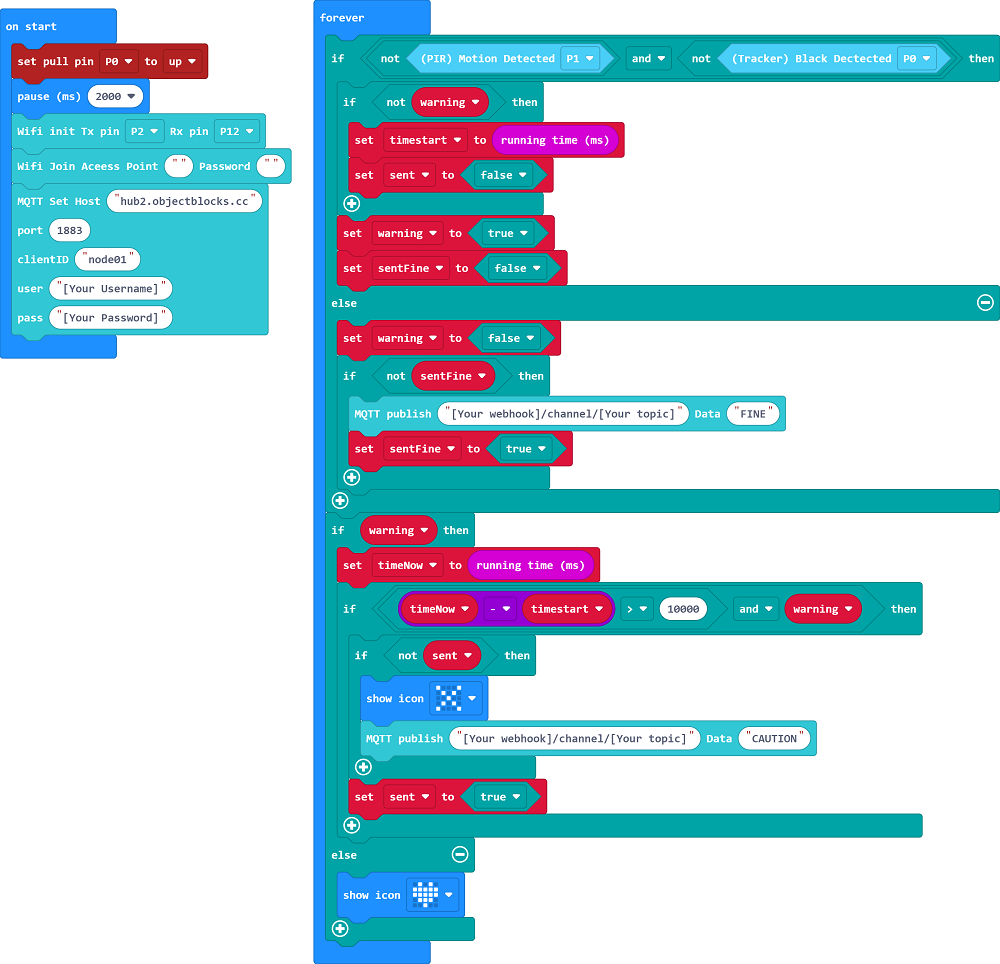 on start
set pull pin P0 to up
pause (ms) 2000
Wifi init Tx pin P2 Rx pin P12
Wifi Join Aceess Point " " Password " "
MQTT Set Host "hub2.objectblocks.cc"
port 1883
clientID "node01"
user "[Your Username]"
pass "[Your Password]"
forever
if not (PIR) Motion Detected P1 and not (Tracker) Black Dectected P0 then
if not warning then
set timestart to running time (ms)
set sent to false
set warning to true
set sentFine to false
else
set warning to false
if not sentFine then
MQTT publish "[Your webhook]/channel/[Your topic]" Data "FINE"
set sentFine to true
if warning then
set timeNow to running time (ms)
if timeNow - timestart > 10000 and warning then
if not sent then
show icon
MQTT publish "[Your webhook]/channel/[Your topic]" Data "CAUTION"
set sent to true
else
show icon